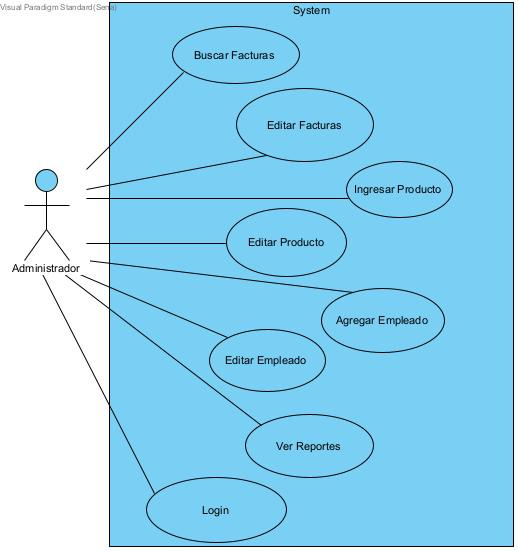 Visual Paradigm Standard(Sena)
System
Buscar Facturas
Editar Facturas
Ingresar Producto
Editar Producto
Administrador
Agregar Empleado
Editar Empleado
Ver Reportes
Login